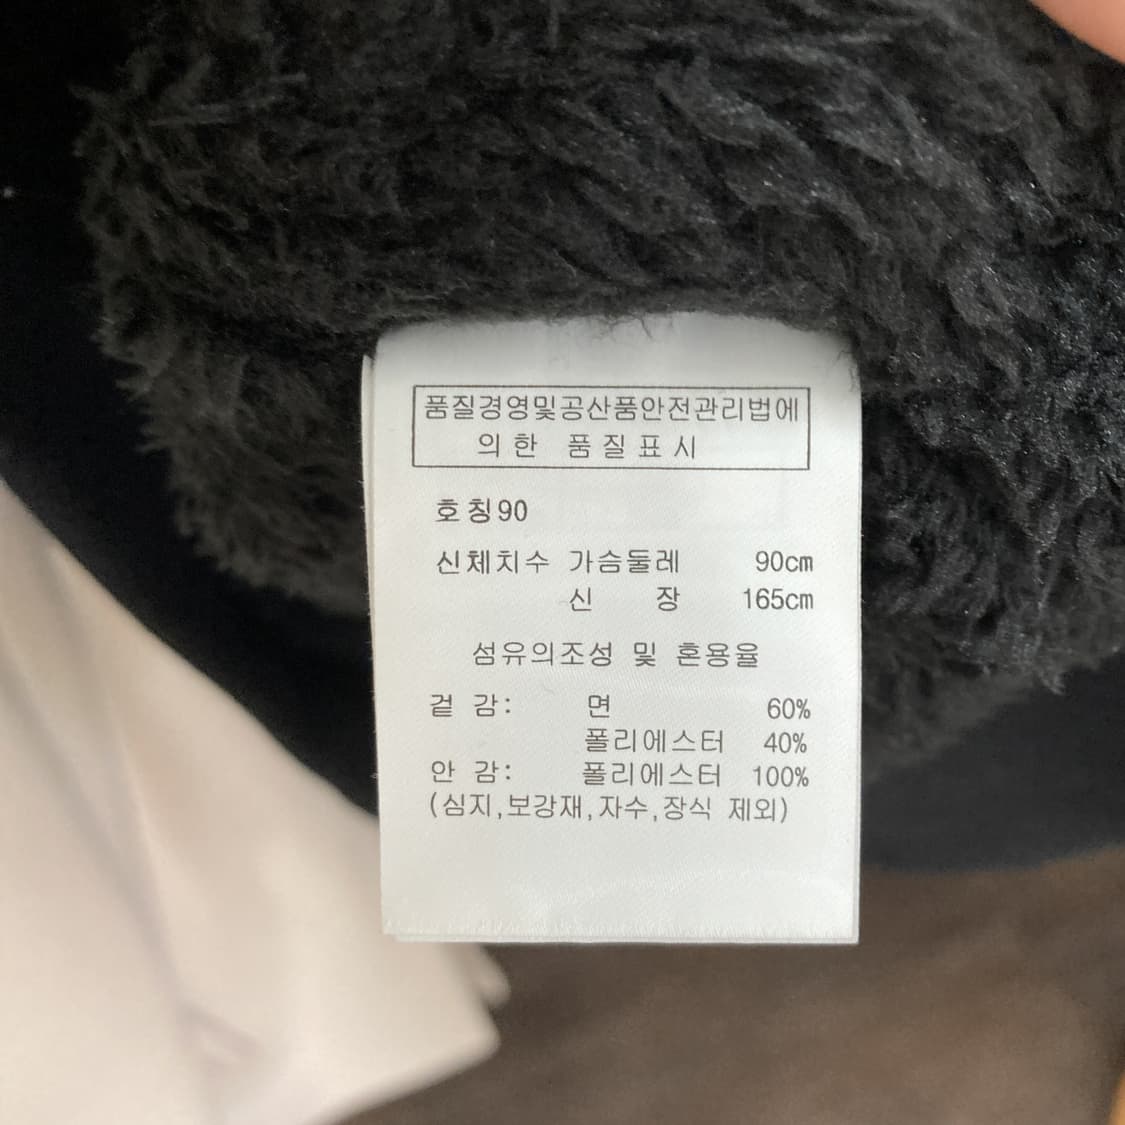 품질경영및공산품안전관리법에
의한 품질표시
호칭90
신체치수 가슴둘레 90cm
신 장 165cm
섬유의조성 및 혼용율
겉 감: 면 60%
폴리에스터 40%
안 감: 폴리에스터 100%
(심지,보강재,자수,장식 제외)